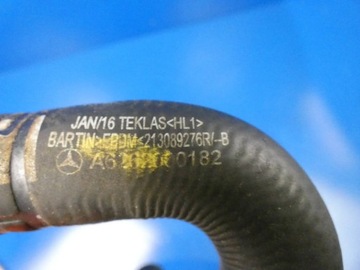 JAN/16 TEKLAS<HL1>
BARTIN>EPDM<213089276R/--B
0182